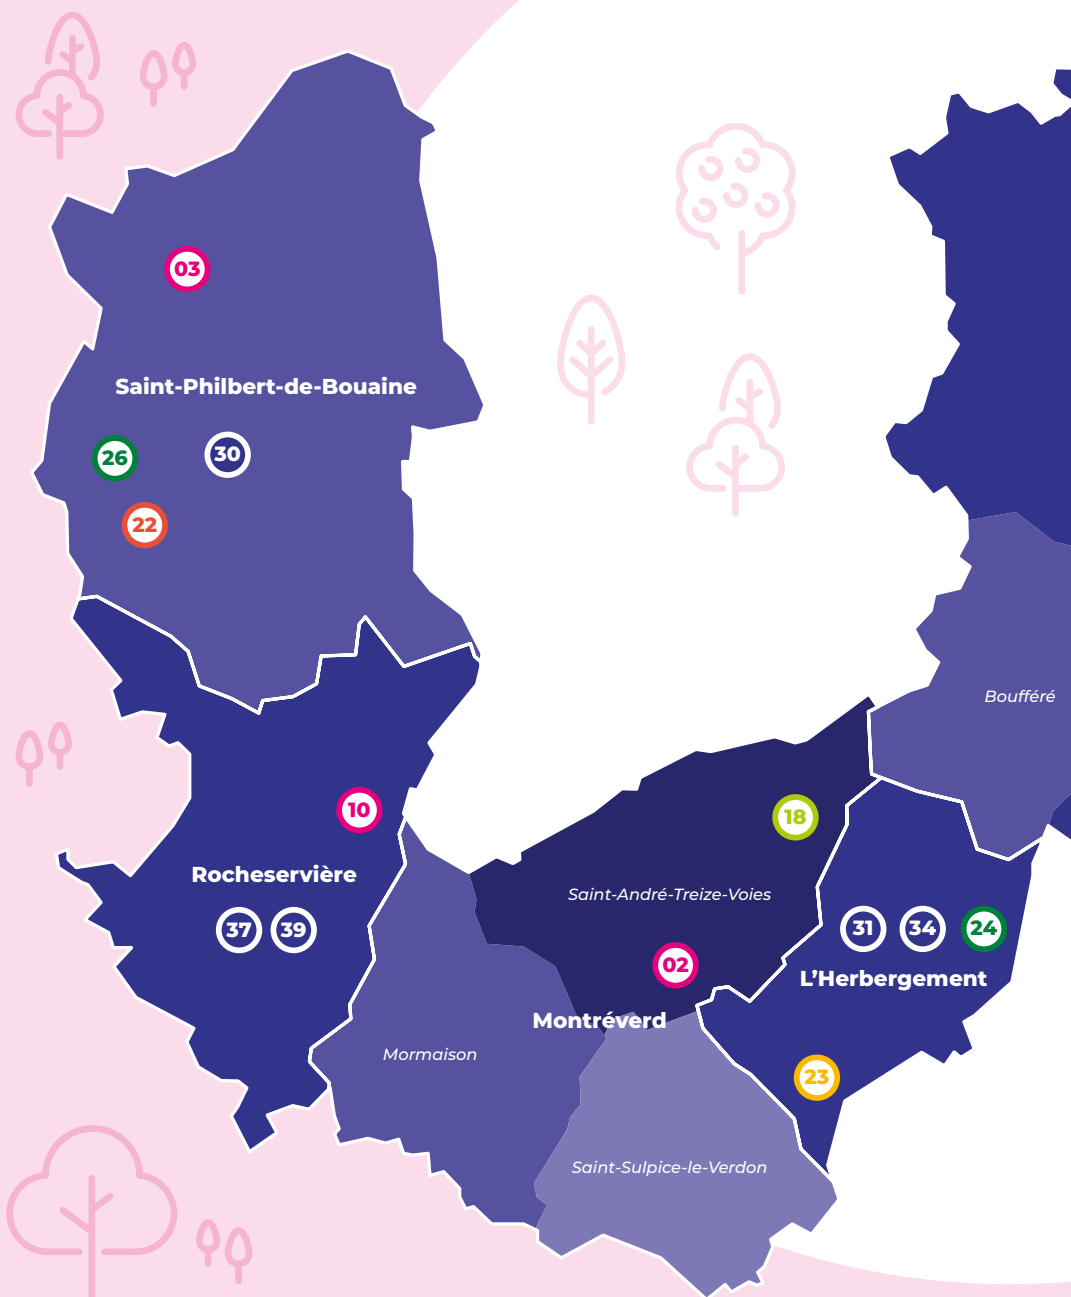 03
Saint-Philbert-de-Bouaine
26
30
22
Boufféré
10
18
Rocheservière
Saint-André-Treize-Voies
37 39
31 34 24
02
L'Herbergement
Montréverd
Mormaison
23
Saint-Sulpice-le-Verdon